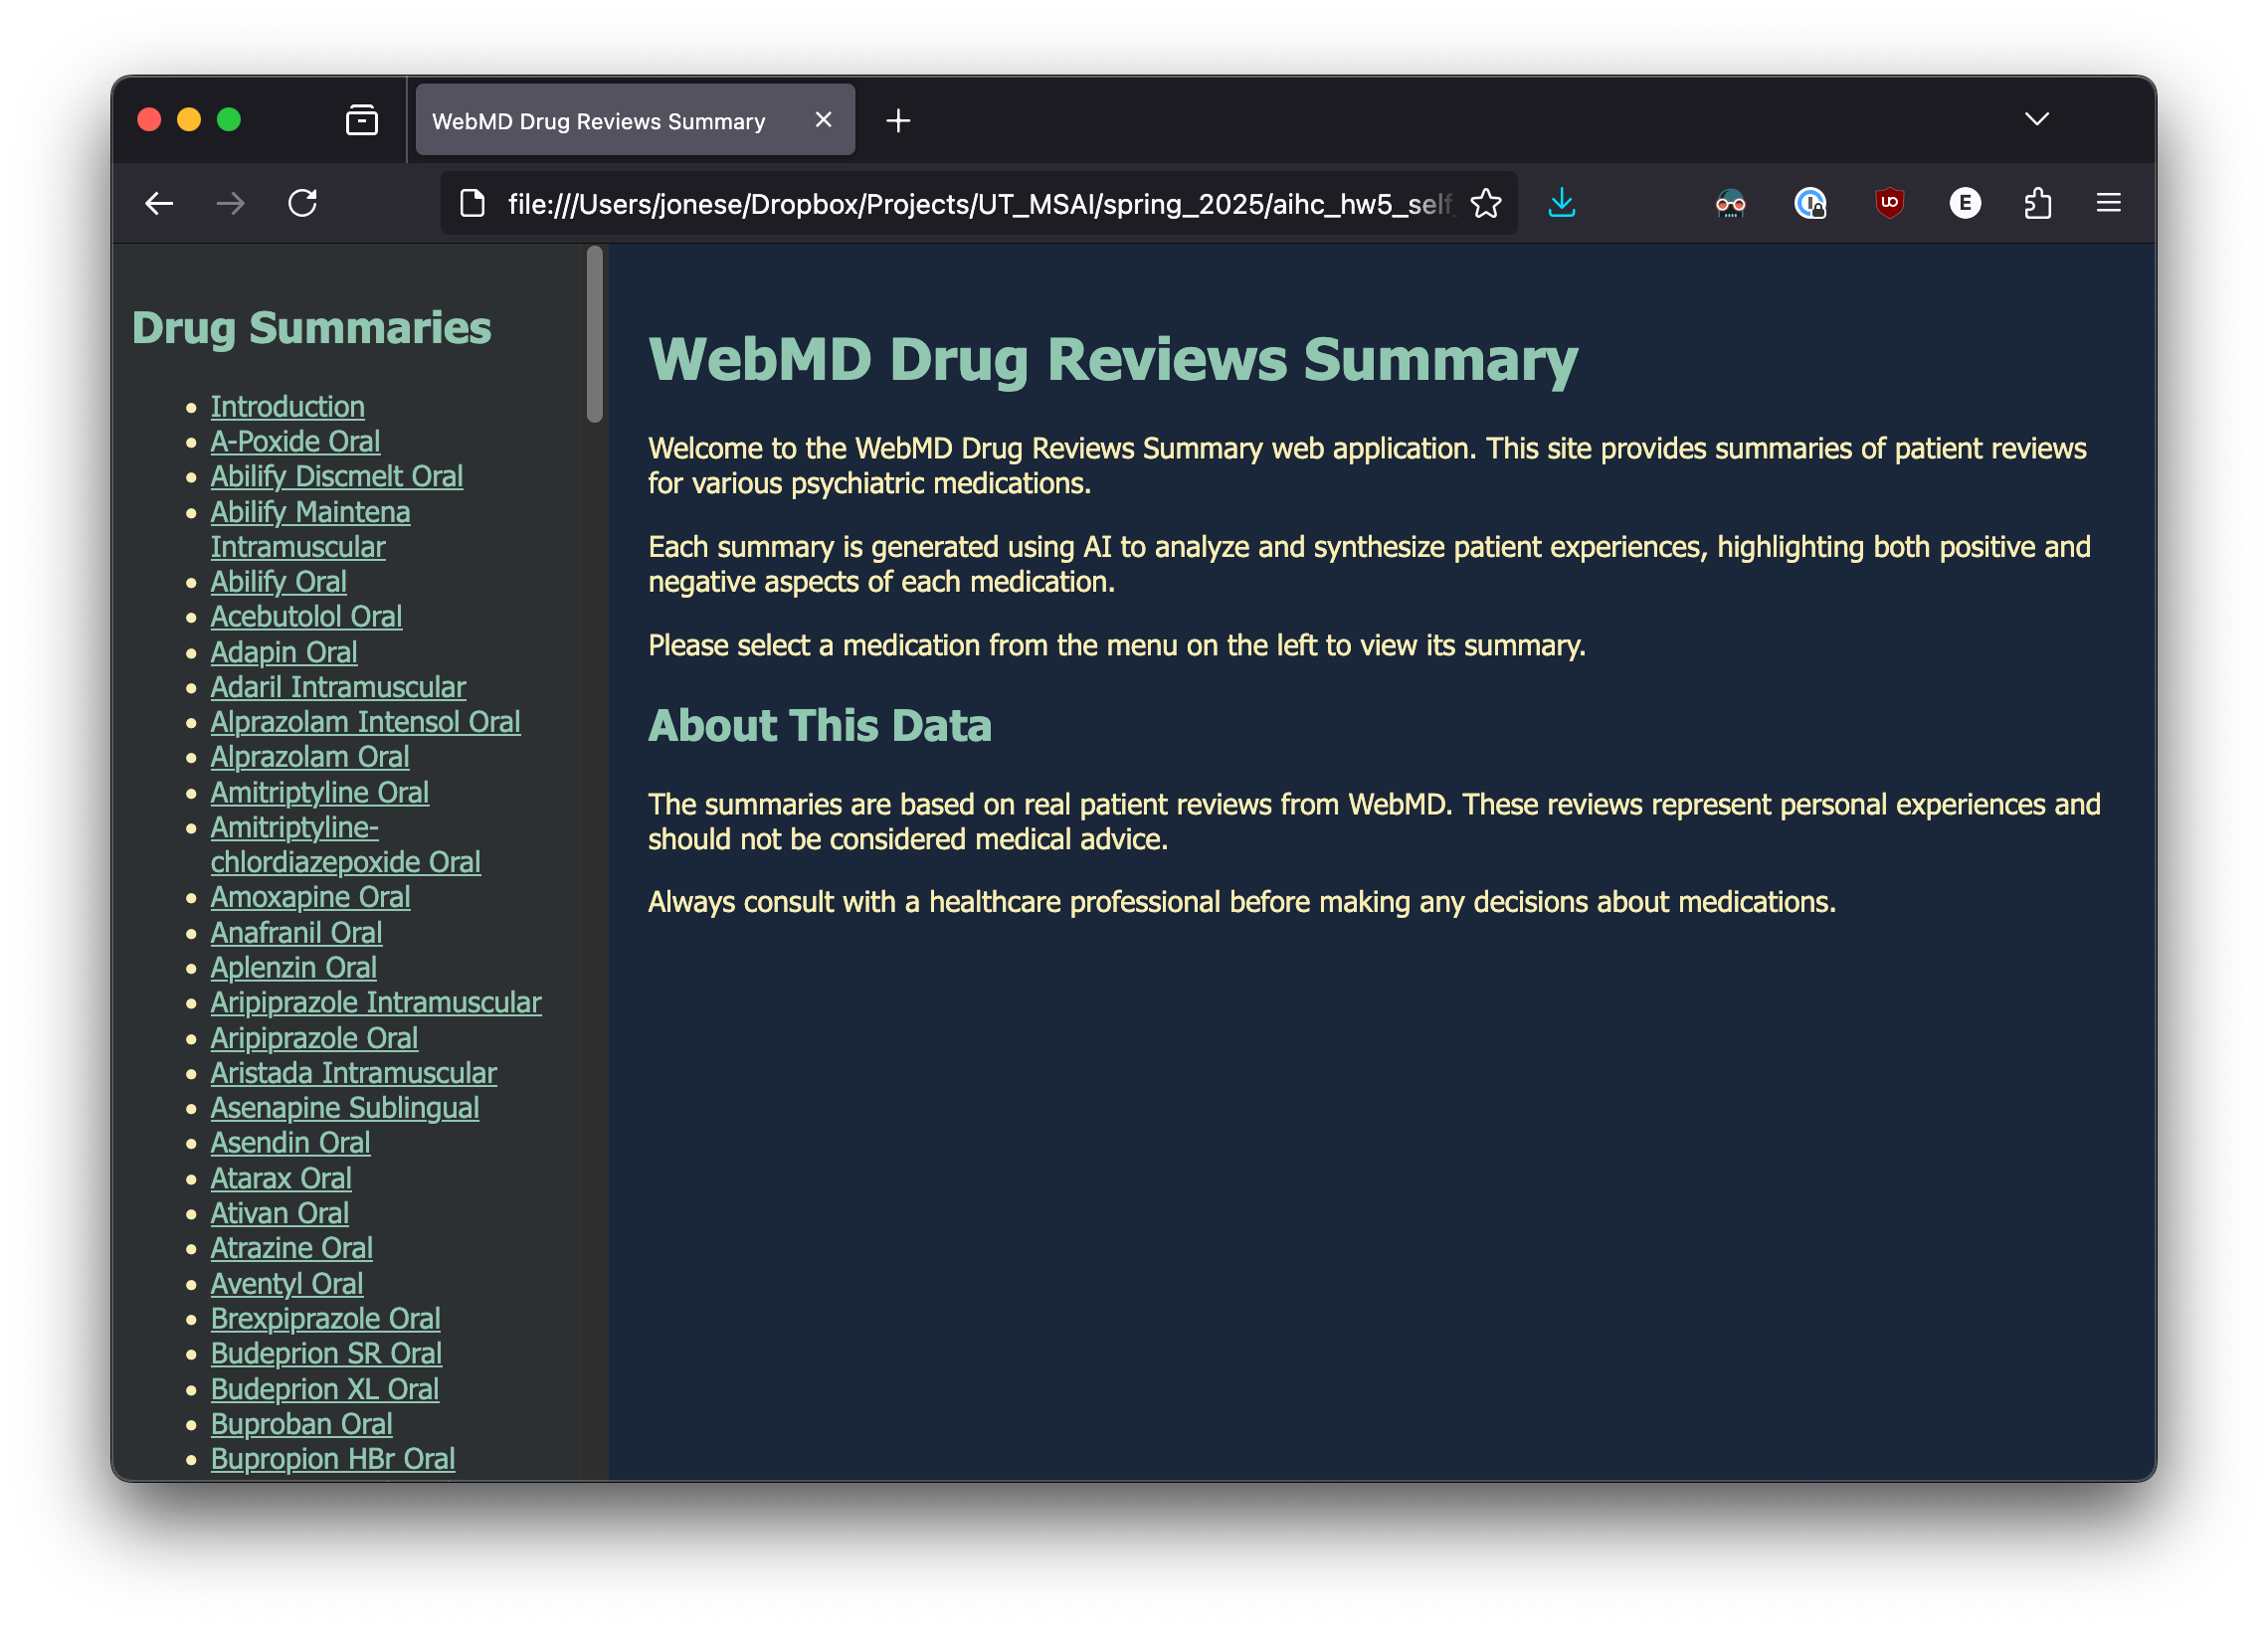 WebMD Drug Reviews Summary
file:///Users/jonese/Dropbox/Projects/UT_MSAI/spring_2025/aihc_hw5_self_
UO
E
Drug Summaries
Introduction
A-Poxide Oral
Abilify Discmelt Oral
Abilify Maintena
Intramuscular
Abilify Oral
Acebutolol Oral
Adapin Oral
Adaril Intramuscular
Alprazolam Intensol Oral
Alprazolam Oral
Amitriptyline Oral
Amitriptyline-
chlordiazepoxide Oral
Amoxapine Oral
Anafranil Oral
Aplenzin Oral
Aripiprazole Intramuscular
Aripiprazole Oral
Aristada Intramuscular
Asenapine Sublingual
Asendin Oral
Atarax Oral
Ativan Oral
Atrazine Oral
Aventyl Oral
Brexpiprazole Oral
Budeprion SR Oral
Budeprion XL Oral
Buproban Oral
Bupropion HBr Oral
WebMD Drug Reviews Summary
Welcome to the WebMD Drug Reviews Summary web application. This site provides summaries of patient reviews
for various psychiatric medications.
Each summary is generated using AI to analyze and synthesize patient experiences, highlighting both positive and
negative aspects of each medication.
Please select a medication from the menu on the left to view its summary.
About This Data
The summaries are based on real patient reviews from WebMD. These reviews represent personal experiences and
should not be considered medical advice.
Always consult with a healthcare professional before making any decisions about medications.